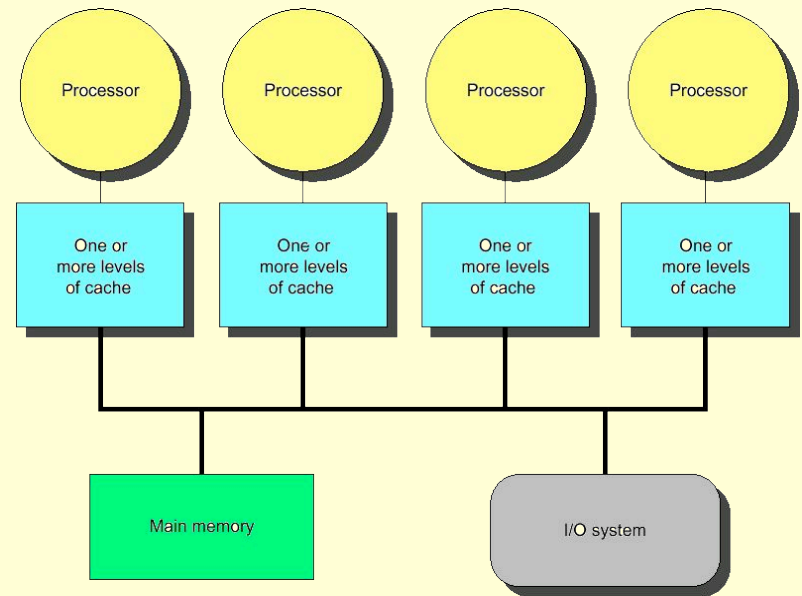 Processor
Processor
Processor
Processor
One or
more levels
of cache
One or
more levels
of cache
One or
more levels
of cache
One or
more levels
of cache
Main memory
I/O system